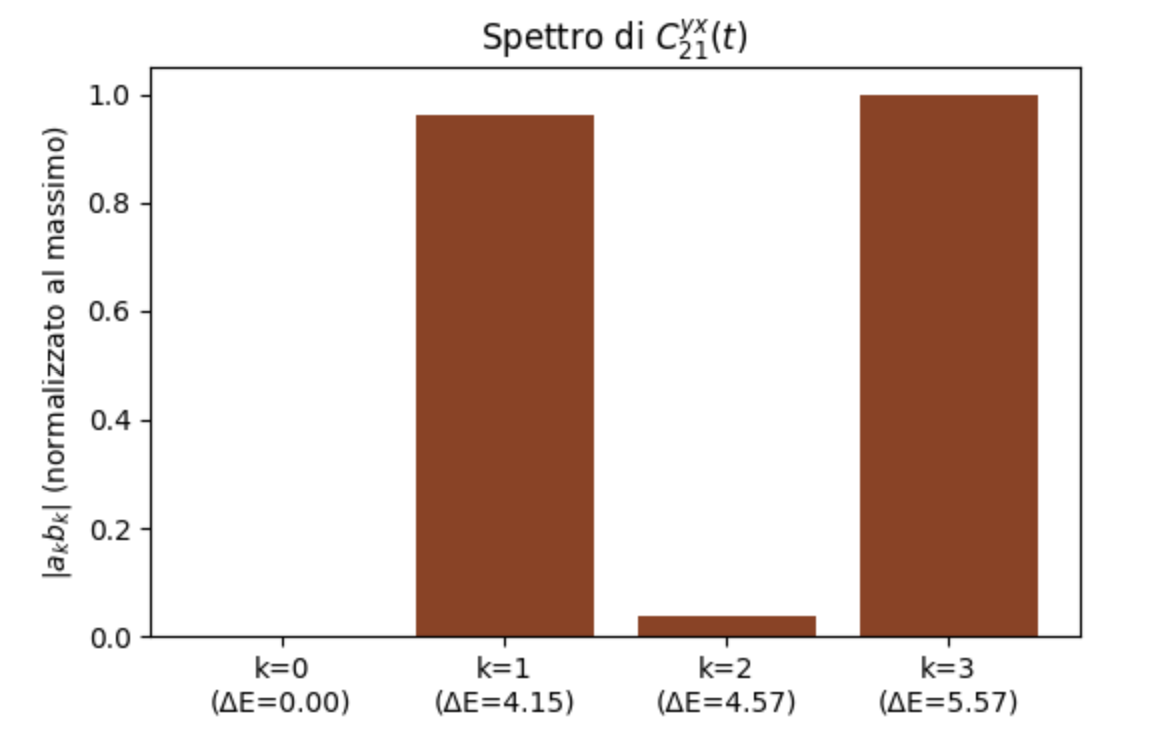 Spettro di $C_{21}^{yx}(t)$
|a_k b_k| (normalizzato al massimo)
1.0
0.8
0.6
0.4
0.2
0.0
k=0 k=1 k=2 k=3
(ΔE=0.00) (ΔE=4.15) (ΔE=4.57) (ΔE=5.57)